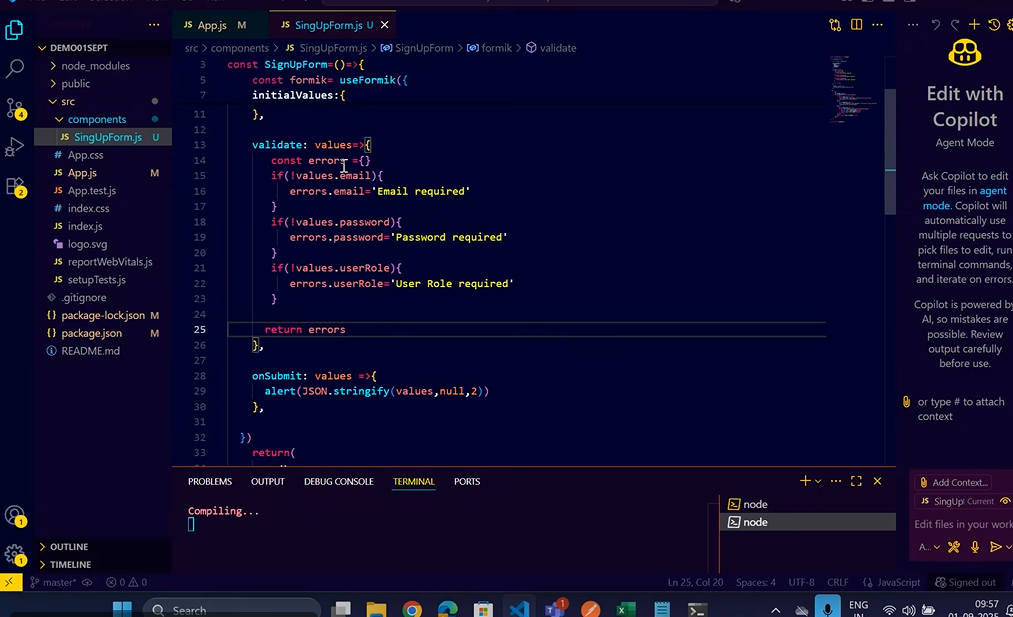 JS App.js M
JS SingUpForm.js U
DEMO01SEPT
node_modules
public
src
components
JS SingUpForm.js U
# App.css
JS App.js M
JS App.test.js
# index.css
JS index.js
logo.svg
JS reportWebVitals.js
JS setupTests.js
.gitignore
{} package-lock.json M
{} package.json M
README.md
OUTLINE
TIMELINE
4
2
1
1
src > components > JS SingUpForm.js > SignUpForm > formik > validate
3 const SignUpForm=()=>{
5 const formik= useFormik({
7 initialValues:{
11 },
12
13 validate: values=>{
14 const errors ={}
15 if(!values.email){
16 errors.email='Email required'
17 }
18 if(!values.password){
19 errors.password='Password required'
20 }
21 if(!values.userRole){
22 errors.userRole='User Role required'
23 }
24
25 return errors
26 },
27
28 onSubmit: values =>{
29 alert(JSON.stringify(values,null,2))
30 },
31
32 })
33 return(
PROBLEMS OUTPUT DEBUG CONSOLE TERMINAL PORTS
Compiling...
node
node
Edit with
Copilot
Agent Mode
Ask Copilot to edit
your files in agent
mode. Copilot will
automatically use
multiple requests to
pick files to edit, run
terminal commands,
and iterate on errors.
Copilot is powered by
AI, so mistakes are
possible. Review
output carefully
before use.
or type # to attach
context
Add Context...
JS SingUp Current
Edit files in your work
A..
master* 0 0
Ln 25, Col 20 Spaces: 4 UTF-8 CRLF {} JavaScript Signed out
Search
1
ENG
IN
09:57
01-09-2025